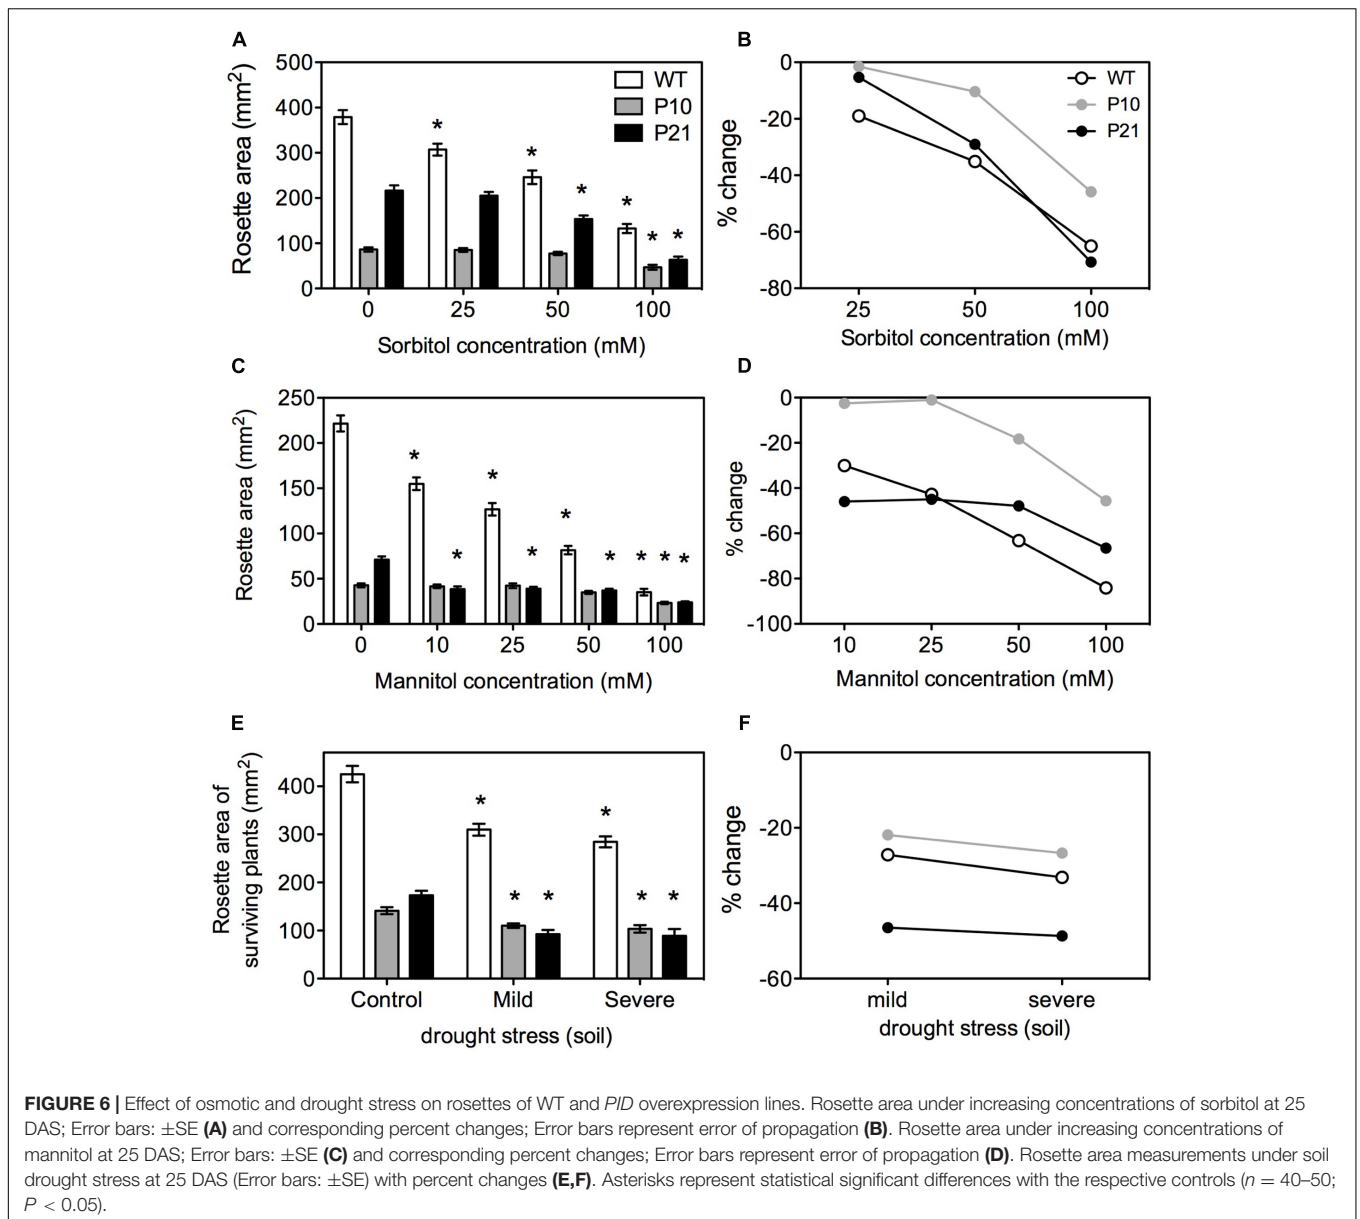 A
Rosette area (mm2)
500
400
300
200
100
0
WT
P10
P21
*
*
*
*
*
*
0 25 50 100
Sorbitol concentration (mM)
B
% change
0
-20
-40
-60
-80
WT
P10
P21
25 50 100
Sorbitol concentration (mM)
C
Rosette area (mm2)
250
200
150
100
50
0
*
*
*
*
*
*
* * *
0 10 25 50 100
Mannitol concentration (mM)
D
% change
0
-20
-40
-60
-80
-100
10 25 50 100
Mannitol concentration (mM)
E
Rosette area of
surviving plants (mm2)
400
300
200
100
0
*
* *
*
* *
Control Mild Severe
drought stress (soil)
F
% change
0
-20
-40
-60
mild severe
drought stress (soil)
FIGURE 6 | Effect of osmotic and drought stress on rosettes of WT and PID overexpression lines. Rosette area under increasing concentrations of sorbitol at 25
DAS; Error bars: ±SE (A) and corresponding percent changes; Error bars represent error of propagation (B). Rosette area under increasing concentrations of
mannitol at 25 DAS; Error bars: ±SE (C) and corresponding percent changes; Error bars represent error of propagation (D). Rosette area measurements under soil
drought stress at 25 DAS (Error bars: ±SE) with percent changes (E,F). Asterisks represent statistical significant differences with the respective controls (n = 40–50;
P < 0.05).